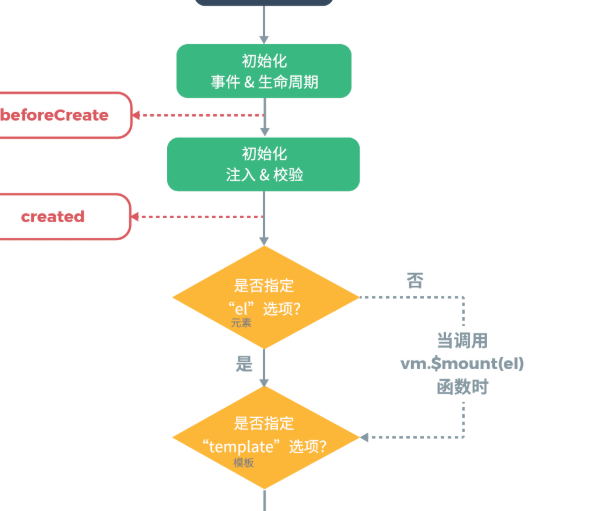 初始化
事件 & 生命周期
beforeCreate
初始化
注入 & 校验
created
是否指定
“el”选项?
元素
否
是
当调用
vm.$mount(el)
函数时
是否指定
“template”选项?
模板